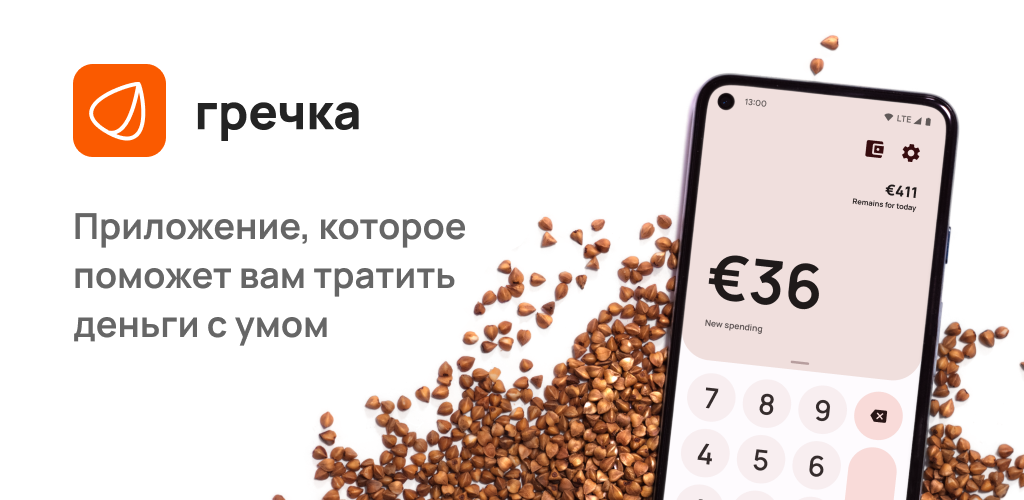 гречка
Приложение, которое
поможет вам тратить
деньги с умом
13:00
LTE
€411
Remains for today
€36
New spending
7 8 9
4 5 6